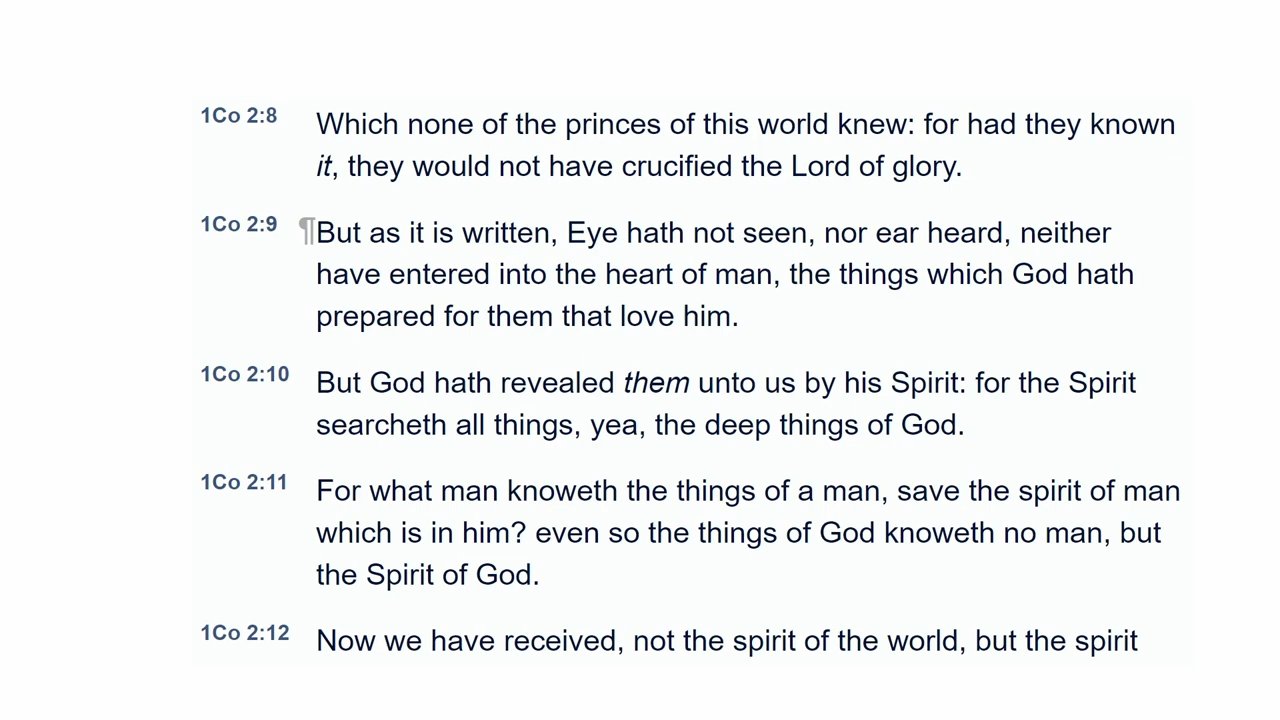 1Co 2:8 Which none of the princes of this world knew: for had they known
it, they would not have crucified the Lord of glory.
1Co 2:9 ¶But as it is written, Eye hath not seen, nor ear heard, neither
have entered into the heart of man, the things which God hath
prepared for them that love him.
1Co 2:10 But God hath revealed them unto us by his Spirit: for the Spirit
searcheth all things, yea, the deep things of God.
1Co 2:11 For what man knoweth the things of a man, save the spirit of man
which is in him? even so the things of God knoweth no man, but
the Spirit of God.
1Co 2:12 Now we have received, not the spirit of the world, but the spirit